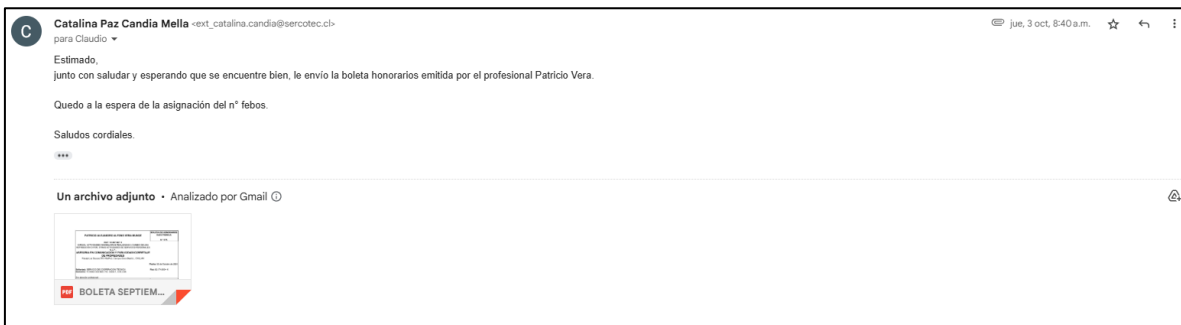 C
Catalina Paz Candia Mella <ext_catalina.candia@sercotec.cl>
jue, 3 oct, 8:40 a.m.
para Claudio
Estimado,
junto con saludar y esperando que se encuentre bien, le envío la boleta honorarios emitida por el profesional Patricio Vera.
Quedo a la espera de la asignación del n° febos.
Saludos cordiales.
Un archivo adjunto • Analizado por Gmail
PDF
BOLETA SEPTIEM...